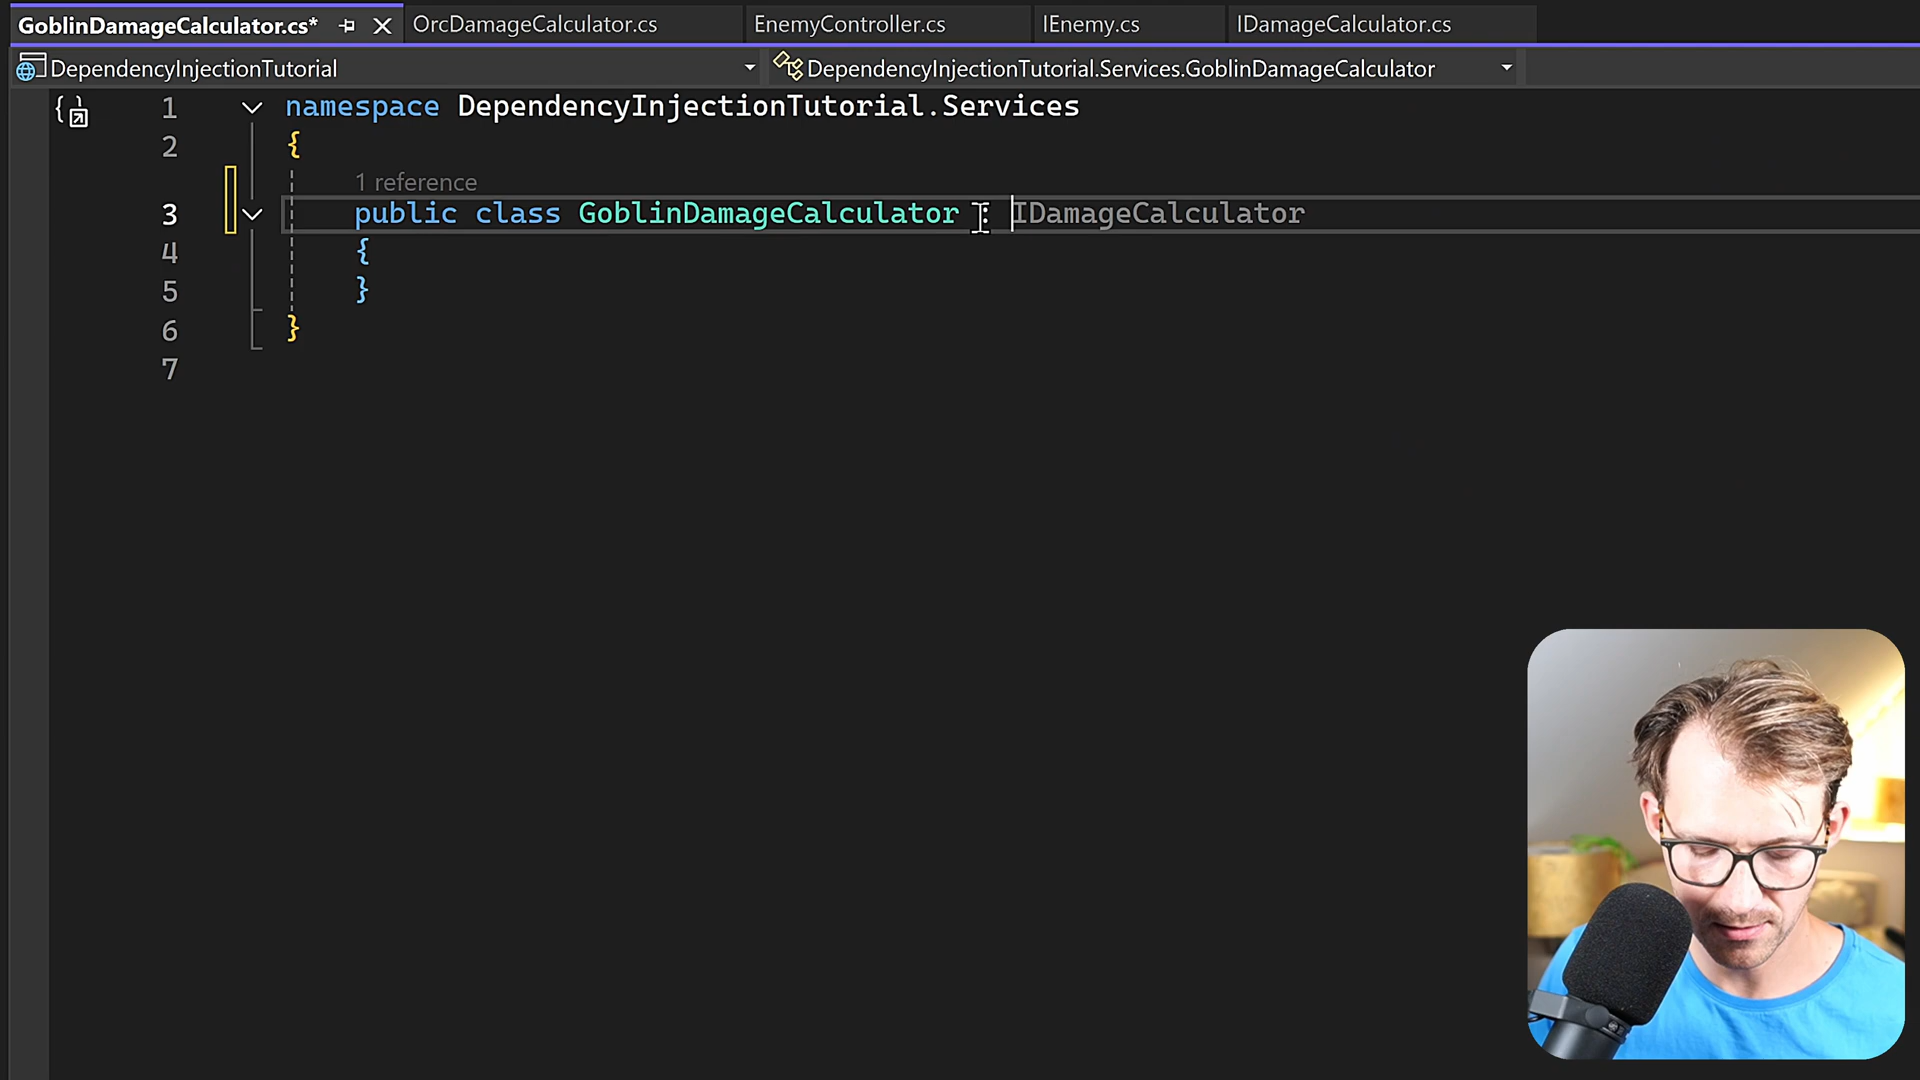 GoblinDamageCalculator.cs*
OrcDamageCalculator.cs
EnemyController.cs
IEnemy.cs
IDamageCalculator.cs
DependencyInjectionTutorial
DependencyInjectionTutorial.Services.GoblinDamageCalculator
1 namespace DependencyInjectionTutorial.Services
2 {
1 reference
3 public class GoblinDamageCalculator : IDamageCalculator
4 {
5 }
6 }
7